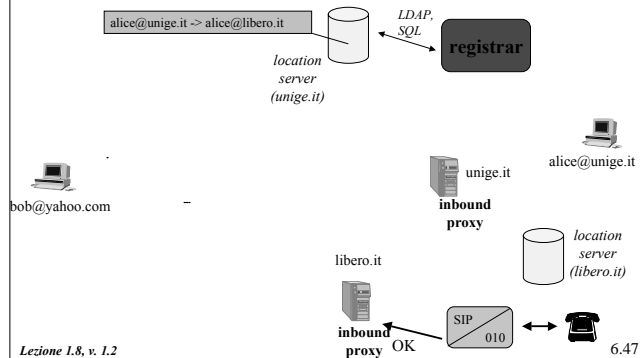 alice@unige.it -> alice@libero.it
LDAP,
SQL
registrar
location
server
(unige.it)
alice@unige.it
unige.it
inbound
proxy
bob@yahoo.com
location
server
(libero.it)
libero.it
SIP
010
inbound
proxy
OK
Lezione 1.8, v. 1.2
6.47